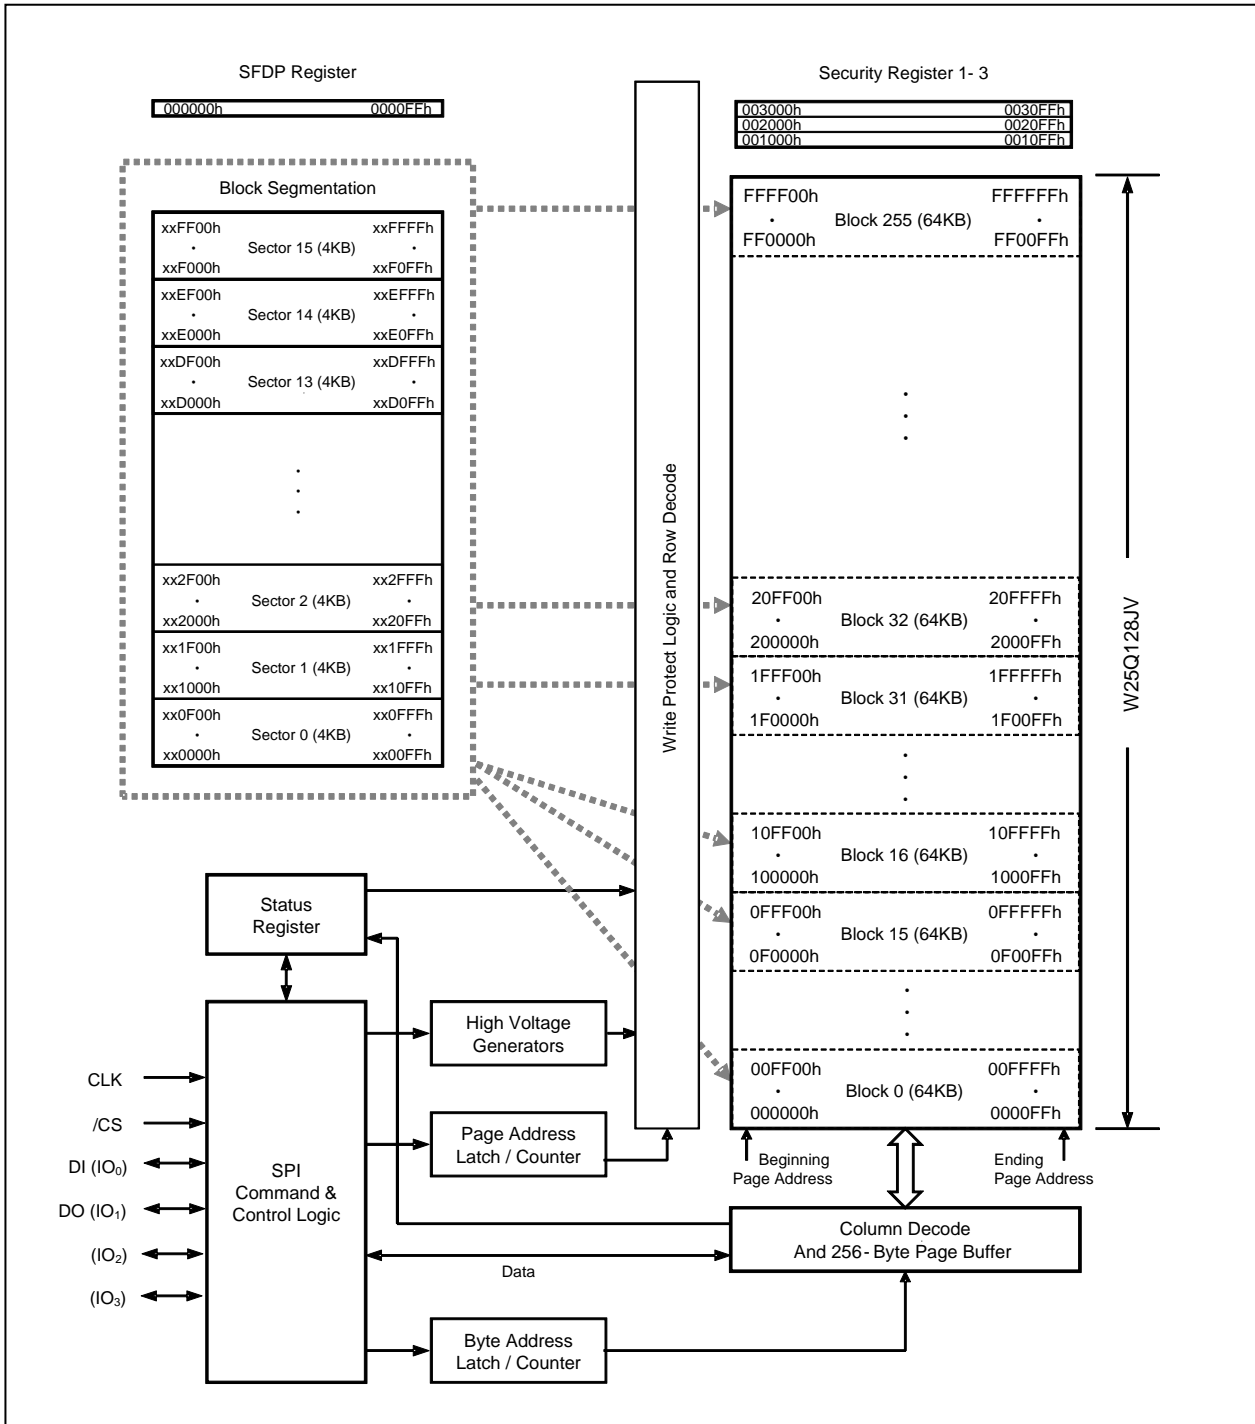 SFDP Register
000000h 0000FFh
Security Register 1- 3
003000h 0030FFh
002000h 0020FFh
001000h 0010FFh
Block Segmentation
xxFF00h xxFFFFh
• Sector 15 (4KB) •
xxF000h xxF0FFh
xxEF00h xxEFFFh
• Sector 14 (4KB) •
xxE000h xxE0FFh
xxDF00h xxDFFFh
• Sector 13 (4KB) •
xxD000h xxD0FFh
•
•
•
xx2F00h xx2FFFh
• Sector 2 (4KB) •
xx2000h xx20FFh
xx1F00h xx1FFFh
• Sector 1 (4KB) •
xx1000h xx10FFh
xx0F00h xx0FFFh
• Sector 0 (4KB) •
xx0000h xx00FFh
Write Protect Logic and Row Decode
FFFF00h FFFFFFh
• Block 255 (64KB) •
FF0000h FF00FFh
•
•
•
20FF00h 20FFFFh
• Block 32 (64KB) •
200000h 2000FFh
1FFF00h 1FFFFFh
• Block 31 (64KB) •
1F0000h 1F00FFh
•
•
•
10FF00h 10FFFFh
• Block 16 (64KB) •
100000h 1000FFh
0FFF00h 0FFFFFh
• Block 15 (64KB) •
0F0000h 0F00FFh
•
•
•
00FF00h 00FFFFh
• Block 0 (64KB) •
000000h 0000FFh
W25Q128JV
Beginning
Page Address
Ending
Page Address
Status
Register
High Voltage
Generators
Page Address
Latch / Counter
CLK
/CS
DI (IO₀)
DO (IO₁)
(IO₂)
(IO₃)
SPI
Command &
Control Logic
Column Decode
And 256- Byte Page Buffer
Data
Byte Address
Latch / Counter